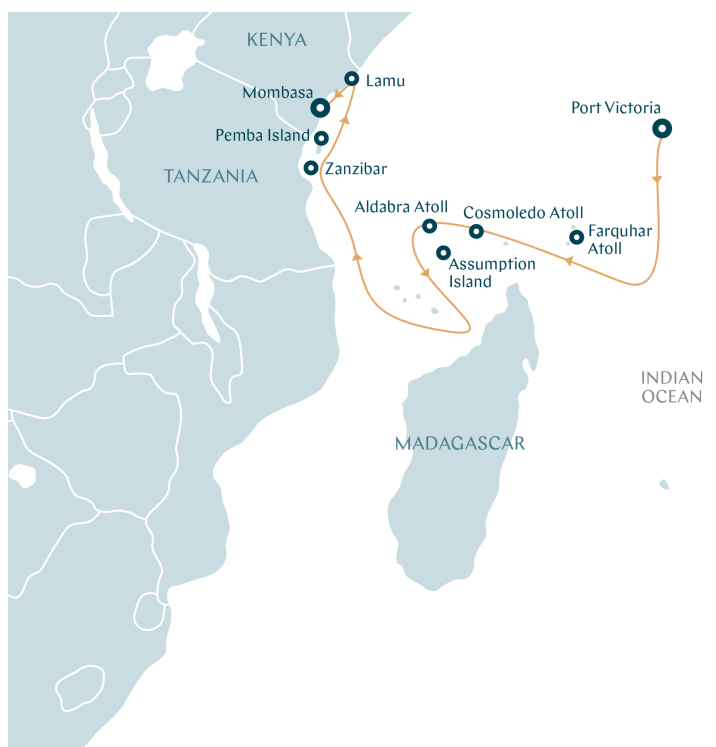 KENYA
Lamu
Mombasa
Port Victoria
Pemba Island
Zanzibar
TANZANIA
Aldabra Atoll
Cosmoledo Atoll
Farquhar
Atoll
Assumption
Island
INDIAN
OCEAN
MADAGASCAR